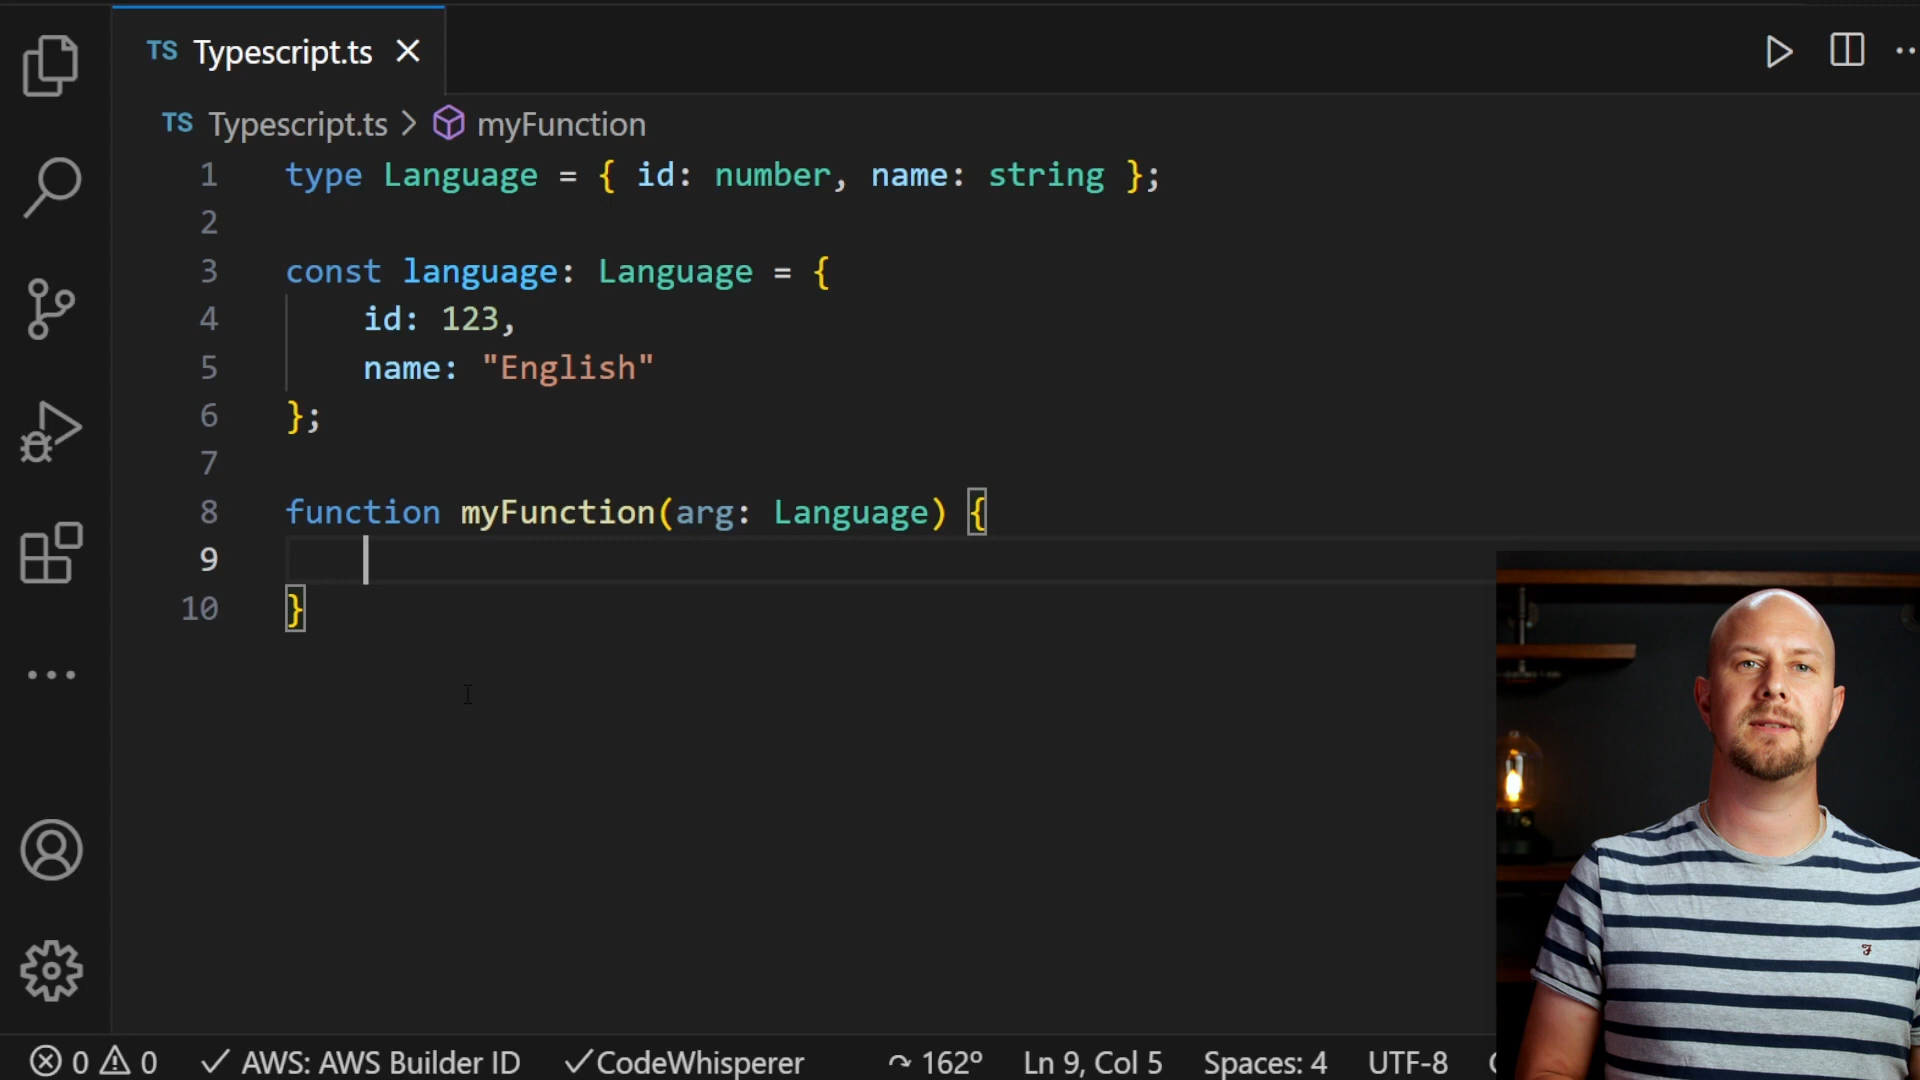 TS Typescript.ts
TS Typescript.ts > myFunction
1 type Language = { id: number, name: string };
2
3 const language: Language = {
4 id: 123,
5 name: "English"
6 };
7
8 function myFunction(arg: Language) {
9
10 }
0 0 AWS: AWS Builder ID CodeWhisperer 162º Ln 9, Col 5 Spaces: 4 UTF-8